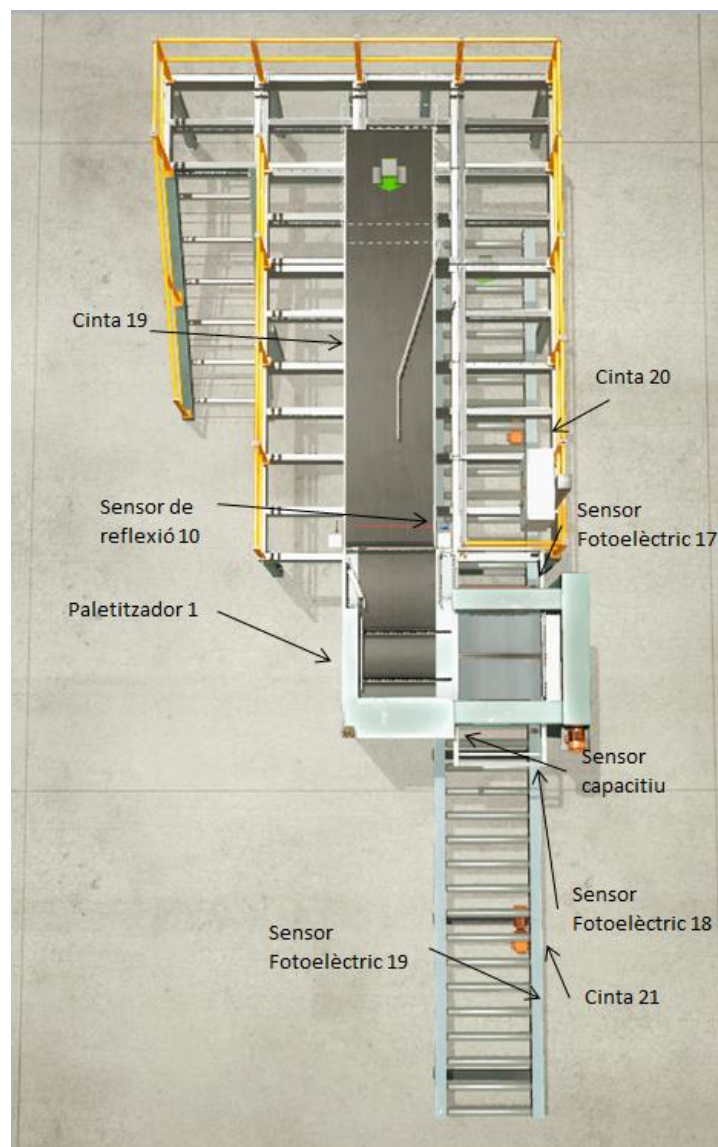 Cinta 19
Cinta 20
Sensor de
reflexió 10
Sensor
Fotoelèctric 17
Paletitzador 1
Sensor
capacitiu
Sensor
Fotoelèctric 18
Sensor
Fotoelèctric 19
Cinta 21